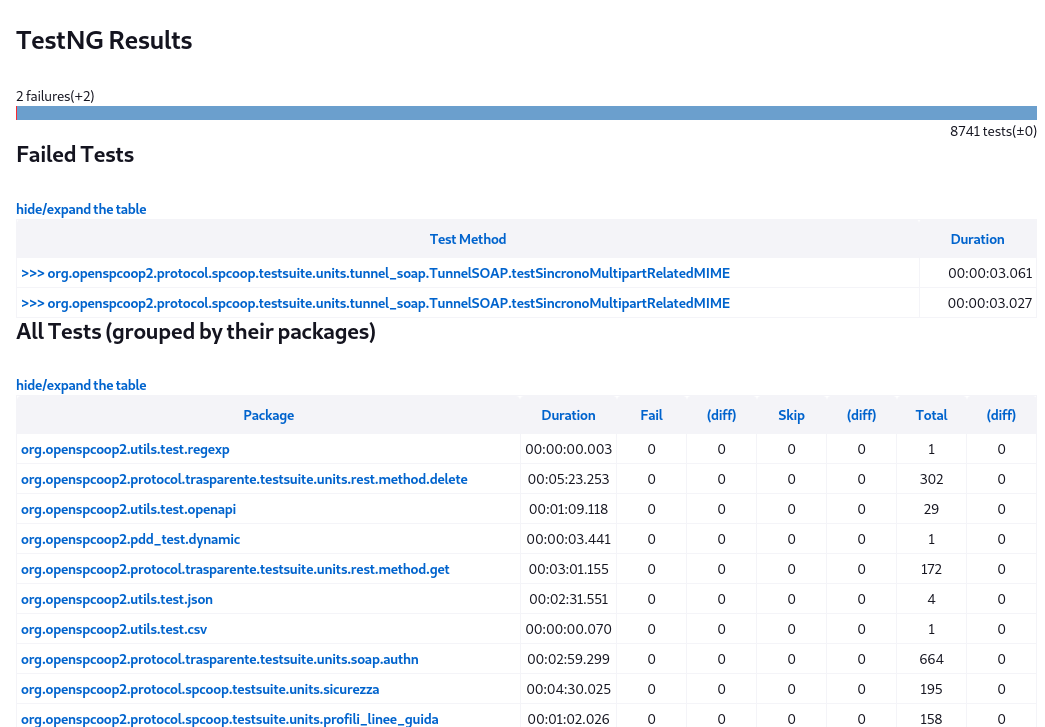 TestNG Results
2 failures(+2)
8741 tests(±0)
Failed Tests
hide/expand the table
Test Method Duration
>>> org.openspcoop2.protocol.spcoop.testsuite.units.tunnel_soap.TunnelSOAP.testSincronoMultipartRelatedMIME 00:00:03.061
>>> org.openspcoop2.protocol.spcoop.testsuite.units.tunnel_soap.TunnelSOAP.testSincronoMultipartRelatedMIME 00:00:03.027
All Tests (grouped by their packages)
hide/expand the table
Package Duration Fail (diff) Skip (diff) Total (diff)
org.openspcoop2.utils.test.regexp 00:00:00.003 0 0 0 0 1 0
org.openspcoop2.protocol.trasparente.testsuite.units.rest.method.delete 00:05:23.253 0 0 0 0 302 0
org.openspcoop2.utils.test.openapi 00:01:09.118 0 0 0 0 29 0
org.openspcoop2.pdd_test.dynamic 00:00:03.441 0 0 0 0 1 0
org.openspcoop2.protocol.trasparente.testsuite.units.rest.method.get 00:03:01.155 0 0 0 0 172 0
org.openspcoop2.utils.test.json 00:02:31.551 0 0 0 0 4 0
org.openspcoop2.utils.test.csv 00:00:00.070 0 0 0 0 1 0
org.openspcoop2.protocol.trasparente.testsuite.units.soap.authn 00:02:59.299 0 0 0 0 664 0
org.openspcoop2.protocol.spcoop.testsuite.units.sicurezza 00:04:30.025 0 0 0 0 195 0
org.openspcoop2.protocol.spcoop.testsuite.units.profili_linee_guida 00:01:02.026 0 0 0 0 158 0